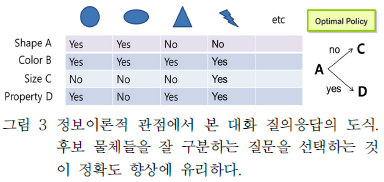 etc Optimal Policy
Shape A Yes Yes No No
Color B Yes Yes Yes Yes
Size C No No No Yes
Property D Yes Yes Yes Yes
no C
A
yes D
그림 3 정보이론적 관점에서 본 대화 질의응답의 도식.
후보 물체들을 잘 구분하는 질문을 선택하는 것
이 정확도 향상에 유리하다.